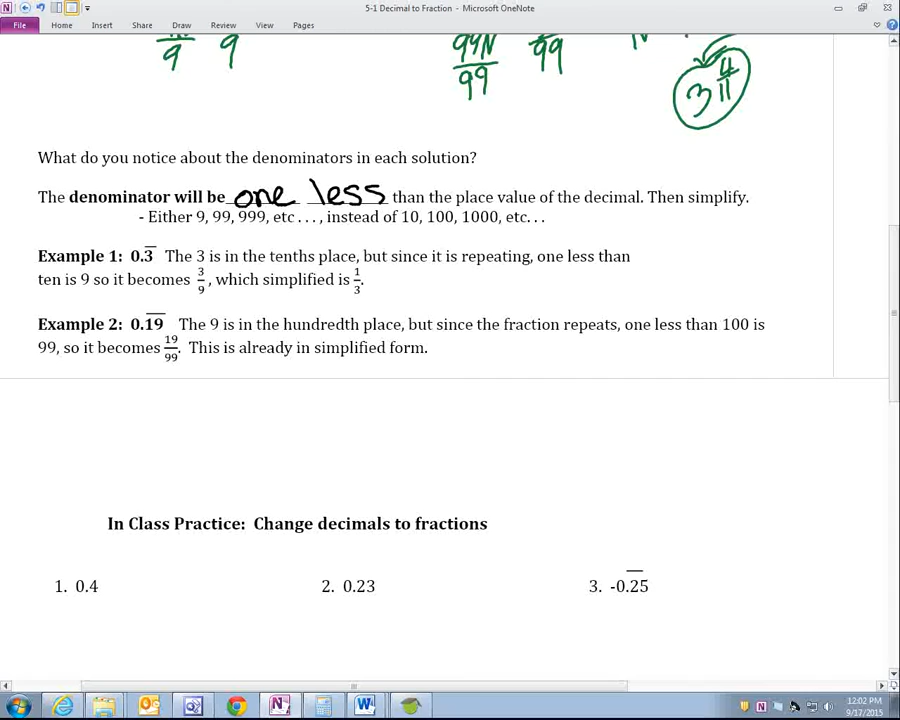 5-1 Decimal to Fraction - Microsoft OneNote
File Home Insert Share Draw Review View Pages
9 9 99N 99 N
99
3 4/11
What do you notice about the denominators in each solution?
The denominator will be one less than the place value of the decimal. Then simplify.
- Either 9, 99, 999, etc . . ., instead of 10, 100, 1000, etc. . .
Example 1: 0.3̅ The 3 is in the tenths place, but since it is repeating, one less than
ten is 9 so it becomes 3/9 , which simplified is 1/3.
Example 2: 0.1̅9̅ The 9 is in the hundredth place, but since the fraction repeats, one less than 100 is
99, so it becomes 19/99. This is already in simplified form.
In Class Practice: Change decimals to fractions
1. 0.4 2. 0.23 3. -0.2̅5
12:02 PM
9/17/2015